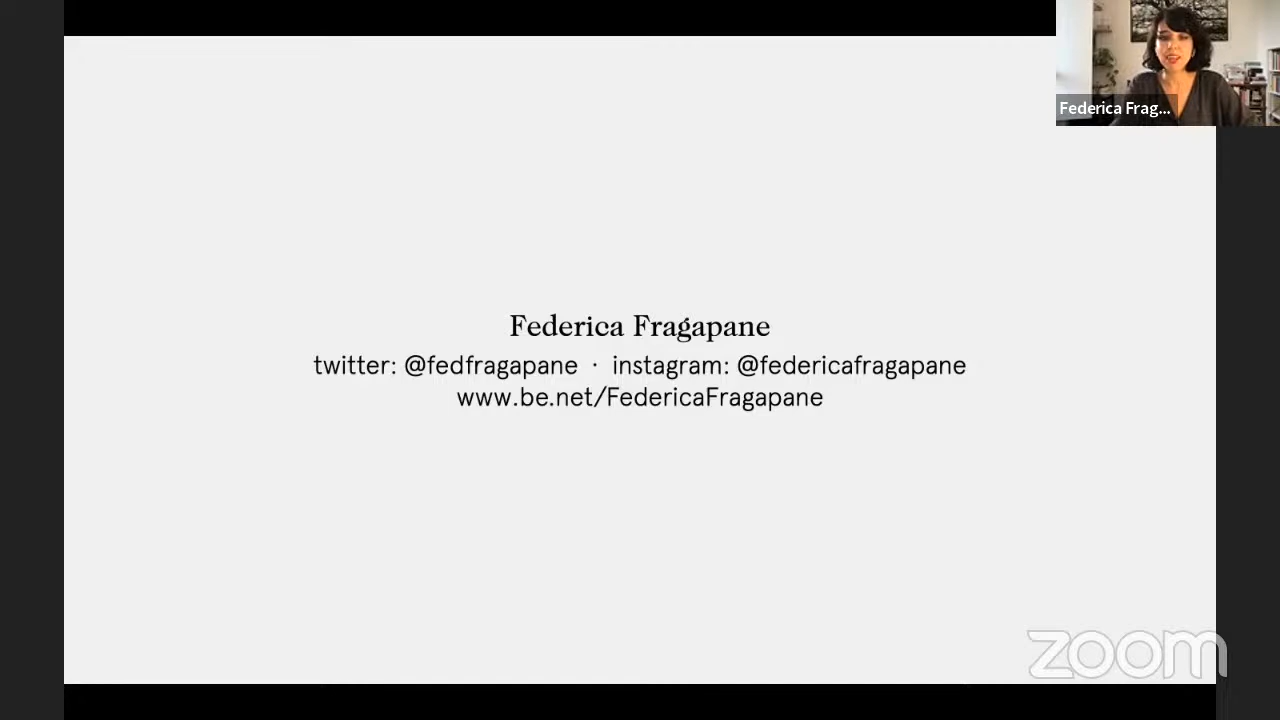 Federica Frag...
Federica Fragapane
twitter: @fedfragapane · instagram: @federicafragapane
www.be.net/FedericaFragapane
zoom